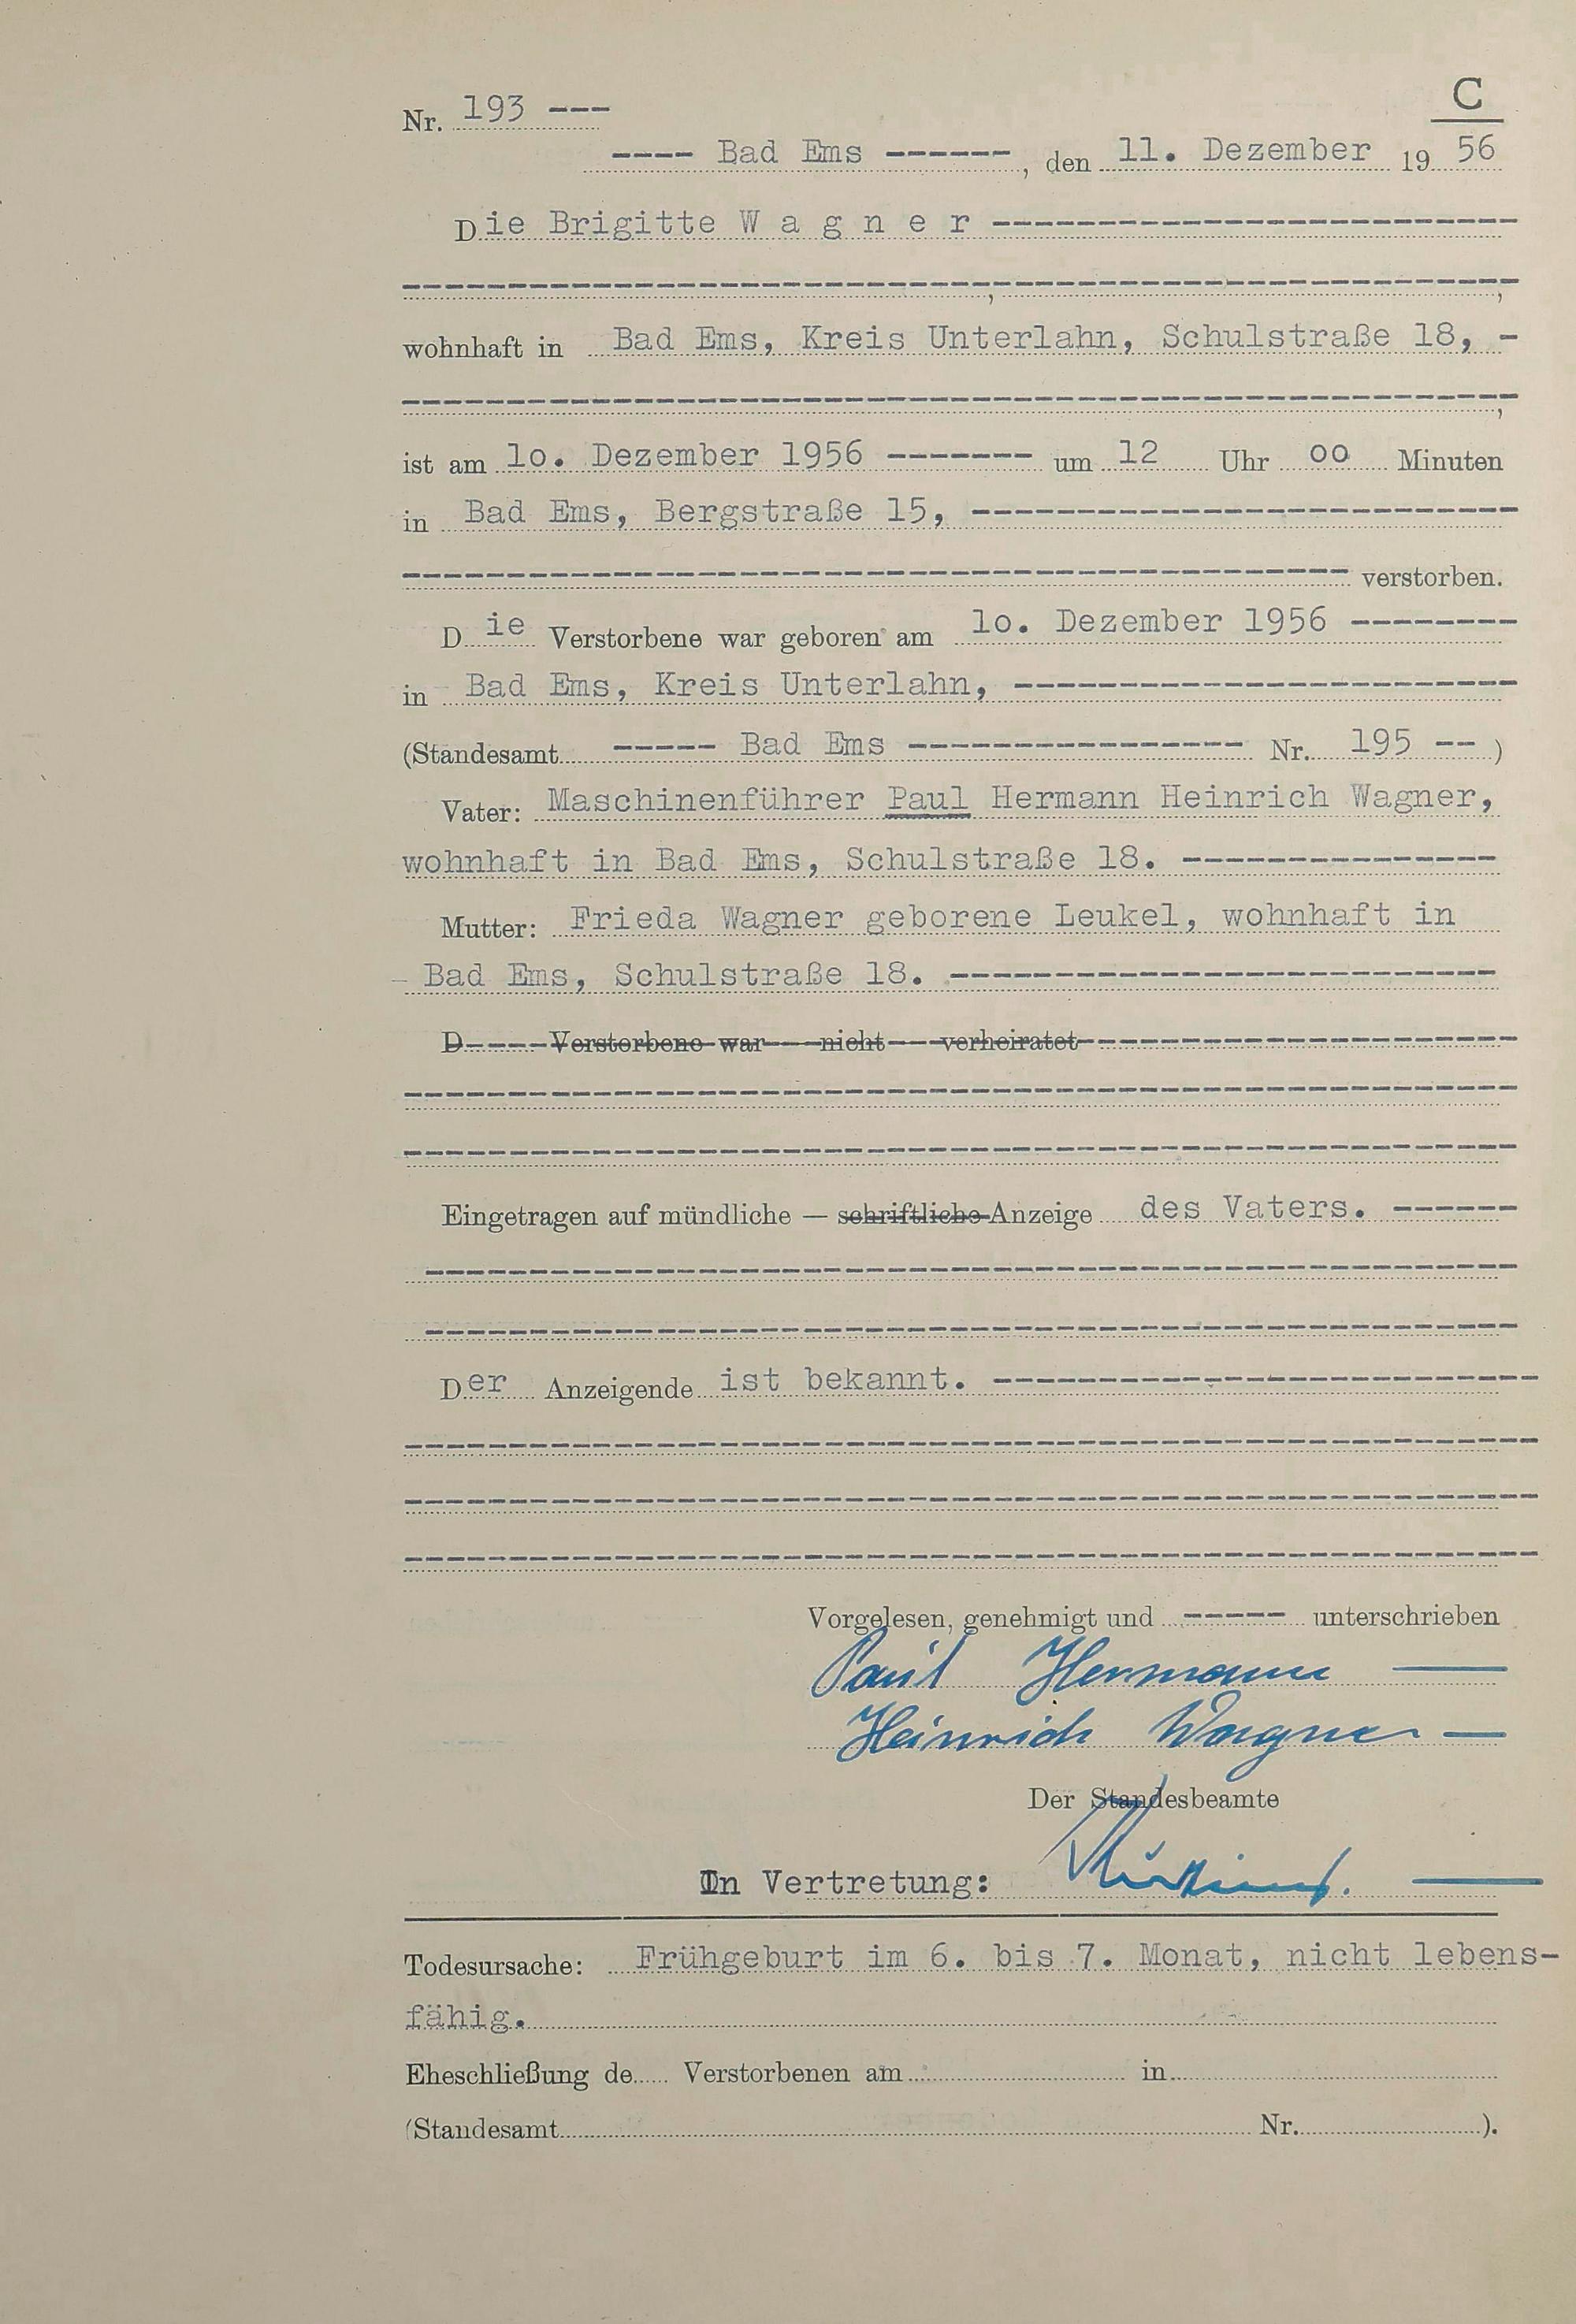 C
Nr. 193 ---
---- Bad Ems ------, den 11. Dezember 19 56
Die Brigitte W a g n e r -------------------------
,,
wohnhaft in Bad Ems, Kreis Unterlahn, Schulstraße 18, -
,
ist am 1o. Dezember 1956 ------- um 12 Uhr oo Minuten
in Bad Ems, Bergstraße 15, --------------------------
--------------------------------------------- verstorben.
Die Verstorbene war geboren am 1o. Dezember 1956 --------
in Bad Ems, Kreis Unterlahn, ------------------------
(Standesamt ----- Bad Ems ---------------- Nr. 195 -- )
Vater: Maschinenführer Paul Hermann Heinrich Wagner,
wohnhaft in Bad Ems, Schulstraße 18. ---------------
Mutter: Frieda Wagner geborene Leukel, wohnhaft in
- Bad Ems, Schulstraße 18. --------------------------
D----- Verstorbene war --- nicht --- verheiratet --------------------
Eingetragen auf mündliche — schriftliche Anzeige des Vaters. ------
Der Anzeigende ist bekannt. --------------------------
Vorgelesen, genehmigt und ----- unterschrieben
Paul Hermann —
Heinrich Wagner —
Der Standesbeamte
In Vertretung:
Todesursache: Frühgeburt im 6. bis 7. Monat, nicht lebens-
fähig.
Eheschließung de...... Verstorbenen am in
(Standesamt Nr. ).